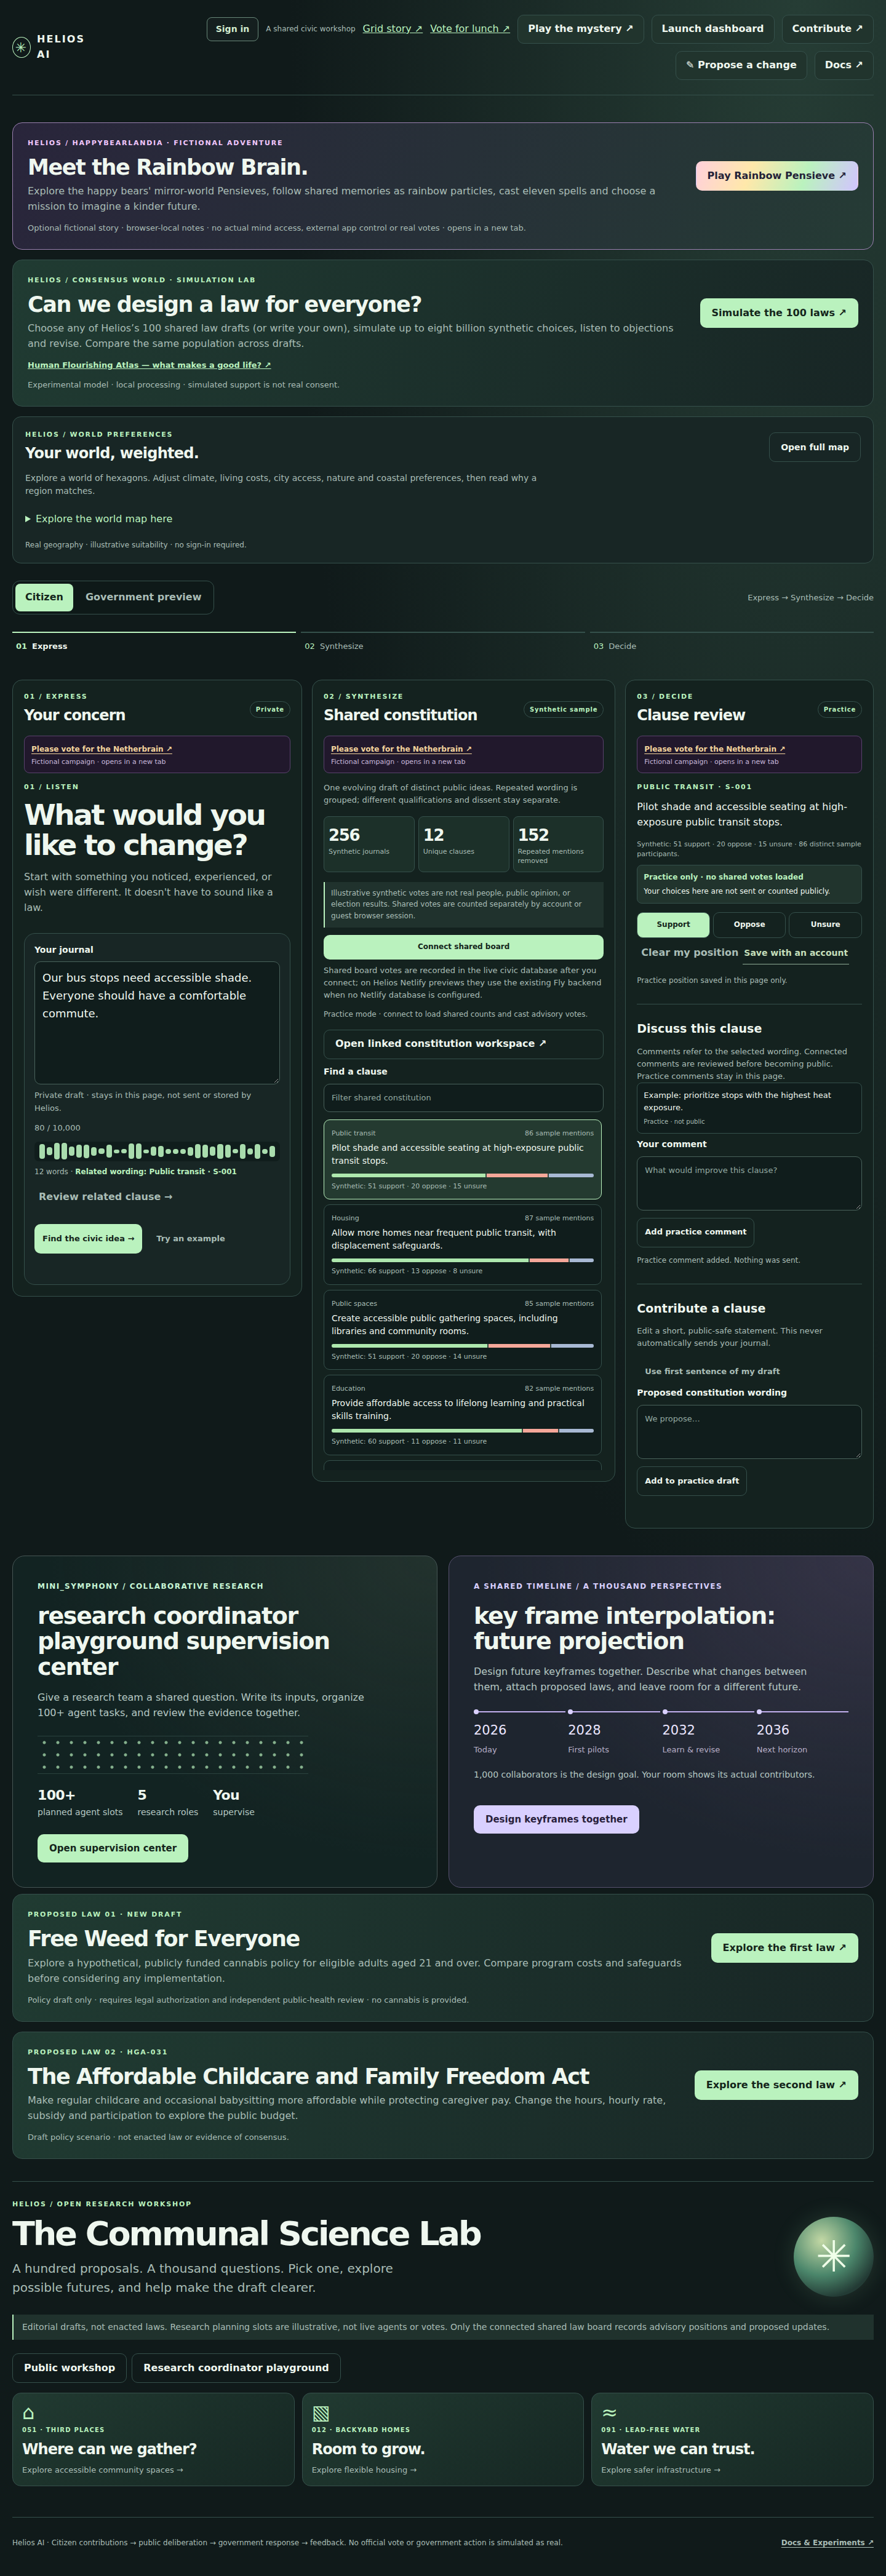 HELIOS
AI
Sign in
A shared civic workshop
Grid story ↗
Vote for lunch ↗
Play the mystery ↗
Launch dashboard
Contribute ↗
✎ Propose a change
Docs ↗
HELIOS / HAPPYBEARLANDIA · FICTIONAL ADVENTURE
Meet the Rainbow Brain.
Explore the happy bears' mirror-world Pensieves, follow shared memories as rainbow particles, cast eleven spells and choose a
mission to imagine a kinder future.
Optional fictional story · browser-local notes · no actual mind access, external app control or real votes · opens in a new tab.
Play Rainbow Pensieve ↗
HELIOS / CONSENSUS WORLD · SIMULATION LAB
Can we design a law for everyone?
Choose any of Helios's 100 shared law drafts (or write your own), simulate up to eight billion synthetic choices, listen to objections
and revise. Compare the same population across drafts.
Human Flourishing Atlas — what makes a good life? ↗
Experimental model · local processing · simulated support is not real consent.
Simulate the 100 laws ↗
HELIOS / WORLD PREFERENCES
Your world, weighted.
Explore a world of hexagons. Adjust climate, living costs, city access, nature and coastal preferences, then read why a
region matches.
▶ Explore the world map here
Real geography · illustrative suitability · no sign-in required.
Open full map
Citizen
Government preview
Express → Synthesize → Decide
01 Express
02 Synthesize
03 Decide
01 / EXPRESS
Your concern
Private
Please vote for the Netherbrain ↗
Fictional campaign · opens in a new tab
01 / LISTEN
What would you
like to change?
Start with something you noticed, experienced, or
wish were different. It doesn't have to sound like a
law.
Your journal
Our bus stops need accessible shade.
Everyone should have a comfortable
commute.
Private draft · stays in this page, not sent or stored by
Helios.
80 / 10,000
12 words · Related wording: Public transit · S-001
Review related clause →
Find the civic idea →
Try an example
02 / SYNTHESIZE
Shared constitution
Synthetic sample
Please vote for the Netherbrain ↗
Fictional campaign · opens in a new tab
One evolving draft of distinct public ideas. Repeated wording is
grouped; different qualifications and dissent stay separate.
256
Synthetic journals
12
Unique clauses
152
Repeated mentions
removed
Illustrative synthetic votes are not real people, public opinion, or
election results. Shared votes are counted separately by account or
guest browser session.
Connect shared board
Shared board votes are recorded in the live civic database after you
connect; on Helios Netlify previews they use the existing Fly backend
when no Netlify database is configured.
Practice mode · connect to load shared counts and cast advisory votes.
Open linked constitution workspace ↗
Find a clause
Filter shared constitution
Public transit
86 sample mentions
Pilot shade and accessible seating at high-exposure public
transit stops.
Synthetic: 51 support · 20 oppose · 15 unsure
Housing
87 sample mentions
Allow more homes near frequent public transit, with
displacement safeguards.
Synthetic: 66 support · 13 oppose · 8 unsure
Public spaces
85 sample mentions
Create accessible public gathering spaces, including
libraries and community rooms.
Synthetic: 51 support · 20 oppose · 14 unsure
Education
82 sample mentions
Provide affordable access to lifelong learning and practical
skills training.
Synthetic: 60 support · 11 oppose · 11 unsure
03 / DECIDE
Clause review
Practice
Please vote for the Netherbrain ↗
Fictional campaign · opens in a new tab
PUBLIC TRANSIT · S-001
Pilot shade and accessible seating at high-
exposure public transit stops.
Synthetic: 51 support · 20 oppose · 15 unsure · 86 distinct sample
participants.
Practice only · no shared votes loaded
Your choices here are not sent or counted publicly.
Support
Oppose
Unsure
Clear my position
Save with an account
Practice position saved in this page only.
Discuss this clause
Comments refer to the selected wording. Connected
comments are reviewed before becoming public.
Practice comments stay in this page.
Example: prioritize stops with the highest heat
exposure.
Practice · not public
Your comment
What would improve this clause?
Add practice comment
Practice comment added. Nothing was sent.
Contribute a clause
Edit a short, public-safe statement. This never
automatically sends your journal.
Use first sentence of my draft
Proposed constitution wording
We propose...
Add to practice draft
MINI_SYMPHONY / COLLABORATIVE RESEARCH
research coordinator
playground supervision
center
Give a research team a shared question. Write its inputs, organize
100+ agent tasks, and review the evidence together.
100+
planned agent slots
5
research roles
You
supervise
Open supervision center
A SHARED TIMELINE / A THOUSAND PERSPECTIVES
key frame interpolation:
future projection
Design future keyframes together. Describe what changes between
them, attach proposed laws, and leave room for a different future.
2026
Today
2028
First pilots
2032
Learn & revise
2036
Next horizon
1,000 collaborators is the design goal. Your room shows its actual contributors.
Design keyframes together
PROPOSED LAW 01 · NEW DRAFT
Free Weed for Everyone
Explore a hypothetical, publicly funded cannabis policy for eligible adults aged 21 and over. Compare program costs and safeguards
before considering any implementation.
Policy draft only · requires legal authorization and independent public-health review · no cannabis is provided.
Explore the first law ↗
PROPOSED LAW 02 · HGA-031
The Affordable Childcare and Family Freedom Act
Make regular childcare and occasional babysitting more affordable while protecting caregiver pay. Change the hours, hourly rate,
subsidy and participation to explore the public budget.
Draft policy scenario · not enacted law or evidence of consensus.
Explore the second law ↗
HELIOS / OPEN RESEARCH WORKSHOP
The Communal Science Lab
A hundred proposals. A thousand questions. Pick one, explore
possible futures, and help make the draft clearer.
Editorial drafts, not enacted laws. Research planning slots are illustrative, not live agents or votes. Only the connected shared law board records advisory positions and proposed updates.
Public workshop
Research coordinator playground
051 · THIRD PLACES
Where can we gather?
Explore accessible community spaces →
012 · BACKYARD HOMES
Room to grow.
Explore flexible housing →
091 · LEAD-FREE WATER
Water we can trust.
Explore safer infrastructure →
Helios AI · Citizen contributions → public deliberation → government response → feedback. No official vote or government action is simulated as real.
Docs & Experiments ↗